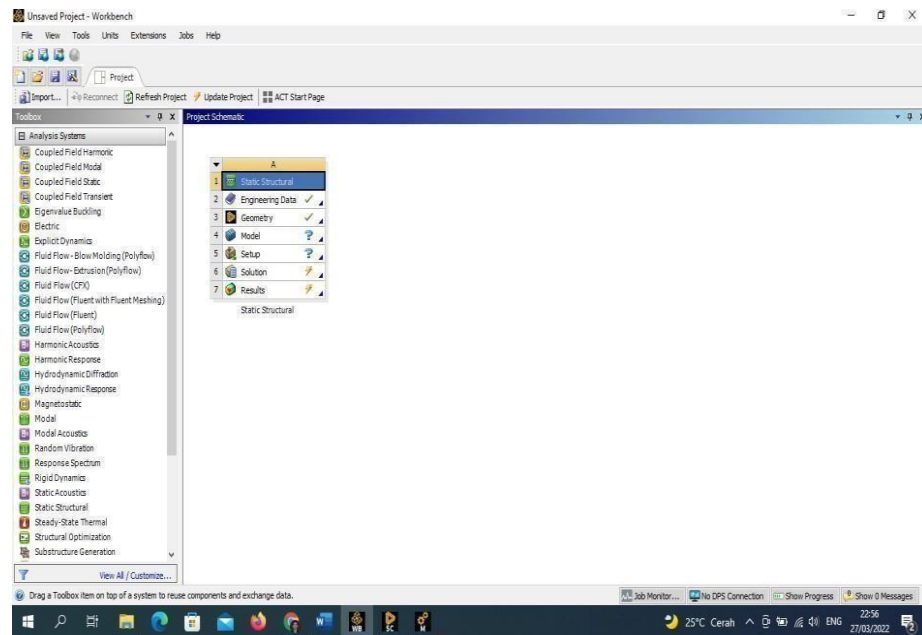 Unsaved Project - Workbench
File View Tools Units Extensions Jobs Help
Project
Import... Reconnect Refresh Project Update Project ACT Start Page
Toolbox
Project Schematic
Analysis Systems
Coupled Field Harmonic
Coupled Field Modal
Coupled Field Static
Coupled Field Transient
Eigenvalue Buckling
Electric
Explicit Dynamics
Fluid Flow - Blow Molding (Polyflow)
Fluid Flow - Extrusion (Polyflow)
Fluid Flow (CFX)
Fluid Flow (Fluent with Fluent Meshing)
Fluid Flow (Fluent)
Fluid Flow (Polyflow)
Harmonic Acoustics
Harmonic Response
Hydrodynamic Diffraction
Hydrodynamic Response
Magnetostatic
Modal
Modal Acoustics
Random Vibration
Response Spectrum
Rigid Dynamics
Static Acoustics
Static Structural
Steady-State Thermal
Structural Optimization
Substructure Generation
View All / Customize...
A
1 Static Structural
2 Engineering Data
3 Geometry
4 Model ?
5 Setup ?
6 Solution
7 Results
Static Structural
Drag a Toolbox item on top of a system to reuse components and exchange data.
Job Monitor... No DPS Connection Show Progress Show 0 Messages
W WB SC M
25°C Cerah ENG
22:56
27/03/2022
2